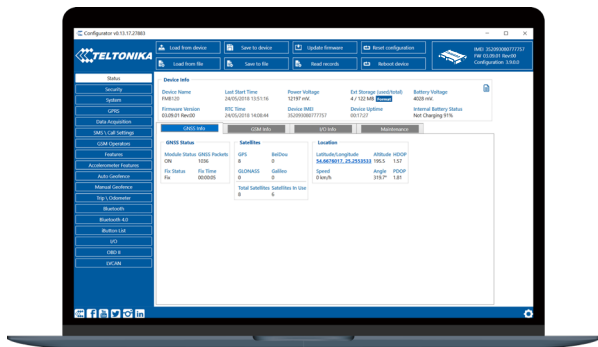 Configurator v0.13.17.27883
TELTONIKA
Load from device
Save to device
Update firmware
Reset configuration
Load from file
Save to file
Read records
Reboot device
IMEI: 352093080777757
FW: 03.09.01 Rev:00
Configuration: 3.9.0.0
Status
Security
System
GPRS
Data Acquisition
SMS \ Call Settings
GSM Operators
Features
Accelerometer Features
Auto Geofence
Manual Geofence
Trip \ Odometer
Bluetooth
Bluetooth 4.0
iButton List
I/O
OBD II
LVCAN
Device Info
Device Name
FMB120
Last Start Time
24/05/2018 13:51:16
Power Voltage
12197 mV.
Ext Storage (used/total):
4 / 122 MB Format
Battery Voltage
4028 mV.
Firmware Version
03.09.01 Rev:00
RTC Time
24/05/2018 14:08:44
Device IMEI
352093080777757
Device Uptime
00:17:27
Internal Battery Status
Not Charging 91%
GNSS Info
GSM Info
I/O Info
Maintenance
GNSS Status
Module Status
ON
GNSS Packets
1036
Fix Status
Fix
Fix Time
00:00:05
Satellites
GPS
8
BeiDou
0
GLONASS
0
Galileo
0
Total Satellites
8
Satellites In Use
6
Location
Latitude/Longitude
54.6676017, 25.2553533
Altitude
195.5
HDOP
1.57
Speed
0 km/h
Angle
319.7°
PDOP
1.81